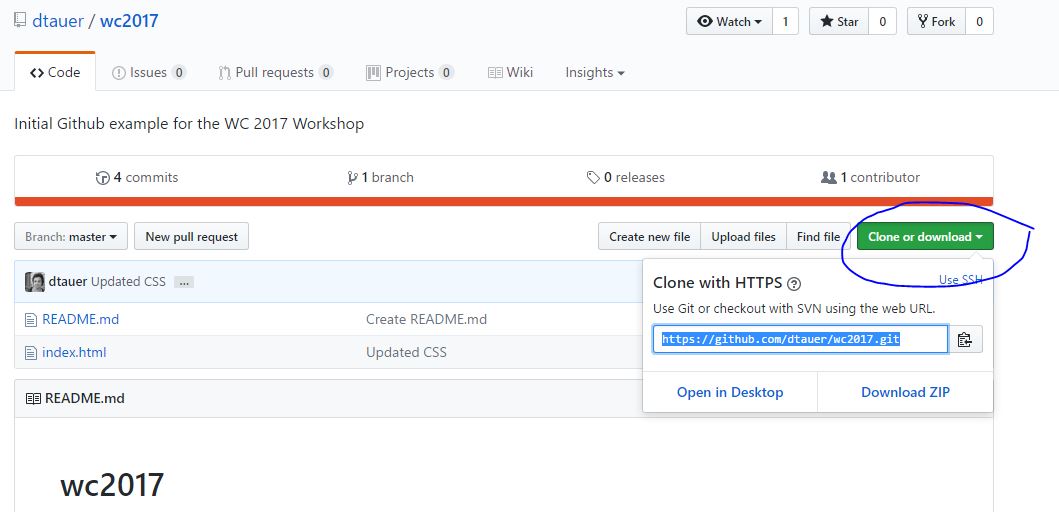 dtauer / wc2017 Watch 1 Star 0 Fork 0
Code Issues 0 Pull requests 0 Projects 0 Wiki Insights
Initial Github example for the WC 2017 Workshop
4 commits 1 branch 0 releases 1 contributor
Branch: master New pull request Create new file Upload files Find file Clone or download
dtauer Updated CSS ...
README.md Create README.md
index.html Updated CSS
Clone with HTTPS ? Use SSH
Use Git or checkout with SVN using the web URL.
https://github.com/dtauer/wc2017.git
Open in Desktop Download ZIP
README.md
wc2017